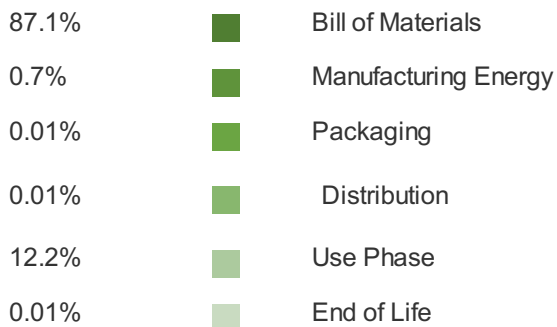 87.1% Bill of Materials
0.7% Manufacturing Energy
0.01% Packaging
0.01% Distribution
12.2% Use Phase
0.01% End of Life